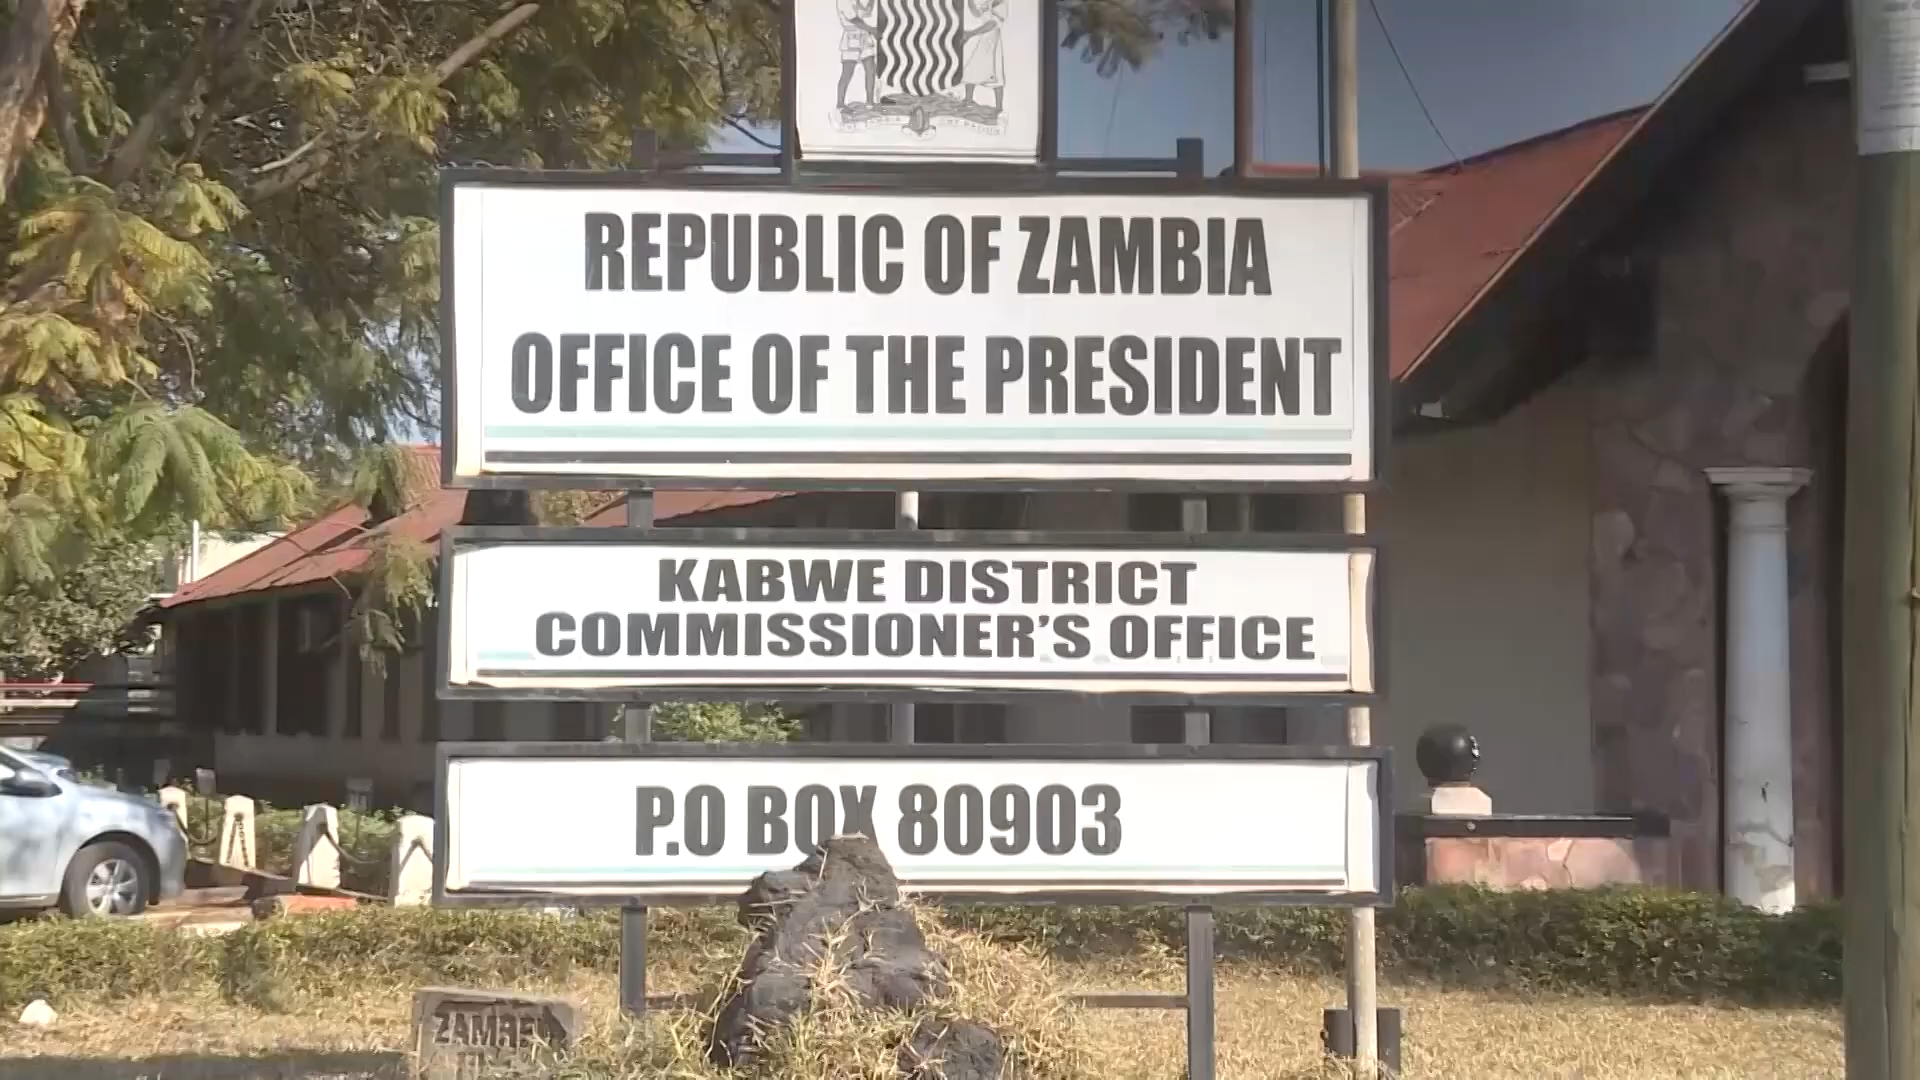 REPUBLIC OF ZAMBIA
OFFICE OF THE PRESIDENT
KABWE DISTRICT
COMMISSIONER'S OFFICE
P.O BOX 80903